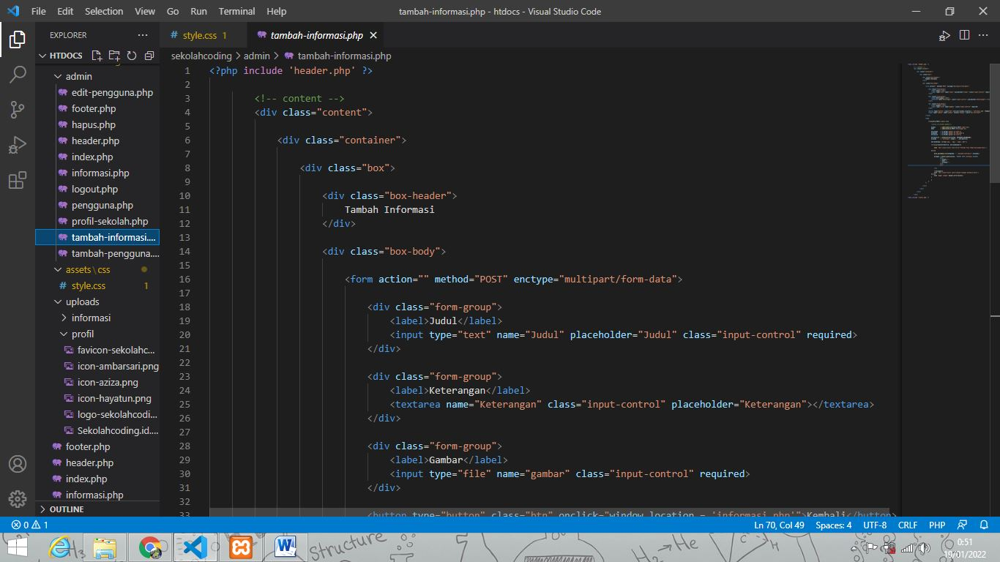 File Edit Selection View Go Run Terminal Help tambah-informasi.php - htdocs - Visual Studio Code
EXPLORER
HTDOCS
admin
edit-pengguna.php
footer.php
hapus.php
header.php
index.php
informasi.php
logout.php
pengguna.php
profil-sekolah.php
tambah-informasi....
tambah-pengguna....
assets\css
# style.css 1
uploads
informasi
profil
favicon-sekolahc...
icon-ambarsari.png
icon-aziza.png
icon-hayatun.png
logo-sekolahcodi...
Sekolahcoding.id....
footer.php
header.php
index.php
informasi.php
OUTLINE
# style.css 1 tambah-informasi.php
sekolahcoding > admin > tambah-informasi.php
1 <?php include 'header.php' ?>
2
3 <!-- content -->
4 <div class="content">
5
6 <div class="container">
7
8 <div class="box">
9
10 <div class="box-header">
11 Tambah Informasi
12 </div>
13
14 <div class="box-body">
15
16 <form action="" method="POST" enctype="multipart/form-data">
17
18 <div class="form-group">
19 <label>Judul</label>
20 <input type="text" name="Judul" placeholder="Judul" class="input-control" required>
21 </div>
22
23 <div class="form-group">
24 <label>Keterangan</label>
25 <textarea name="Keterangan" class="input-control" placeholder="Keterangan"></textarea>
26 </div>
27
28 <div class="form-group">
29 <label>Gambar</label>
30 <input type="file" name="gambar" class="input-control" required>
31 </div>
32
33 <button type="button" class="btn" onclick="window.location = 'informasi.php'">Kembali</button>
0 1 Ln 70, Col 49 Spaces: 4 UTF-8 CRLF PHP
H₃ Structure H₂ → He
0:51
19/01/2022